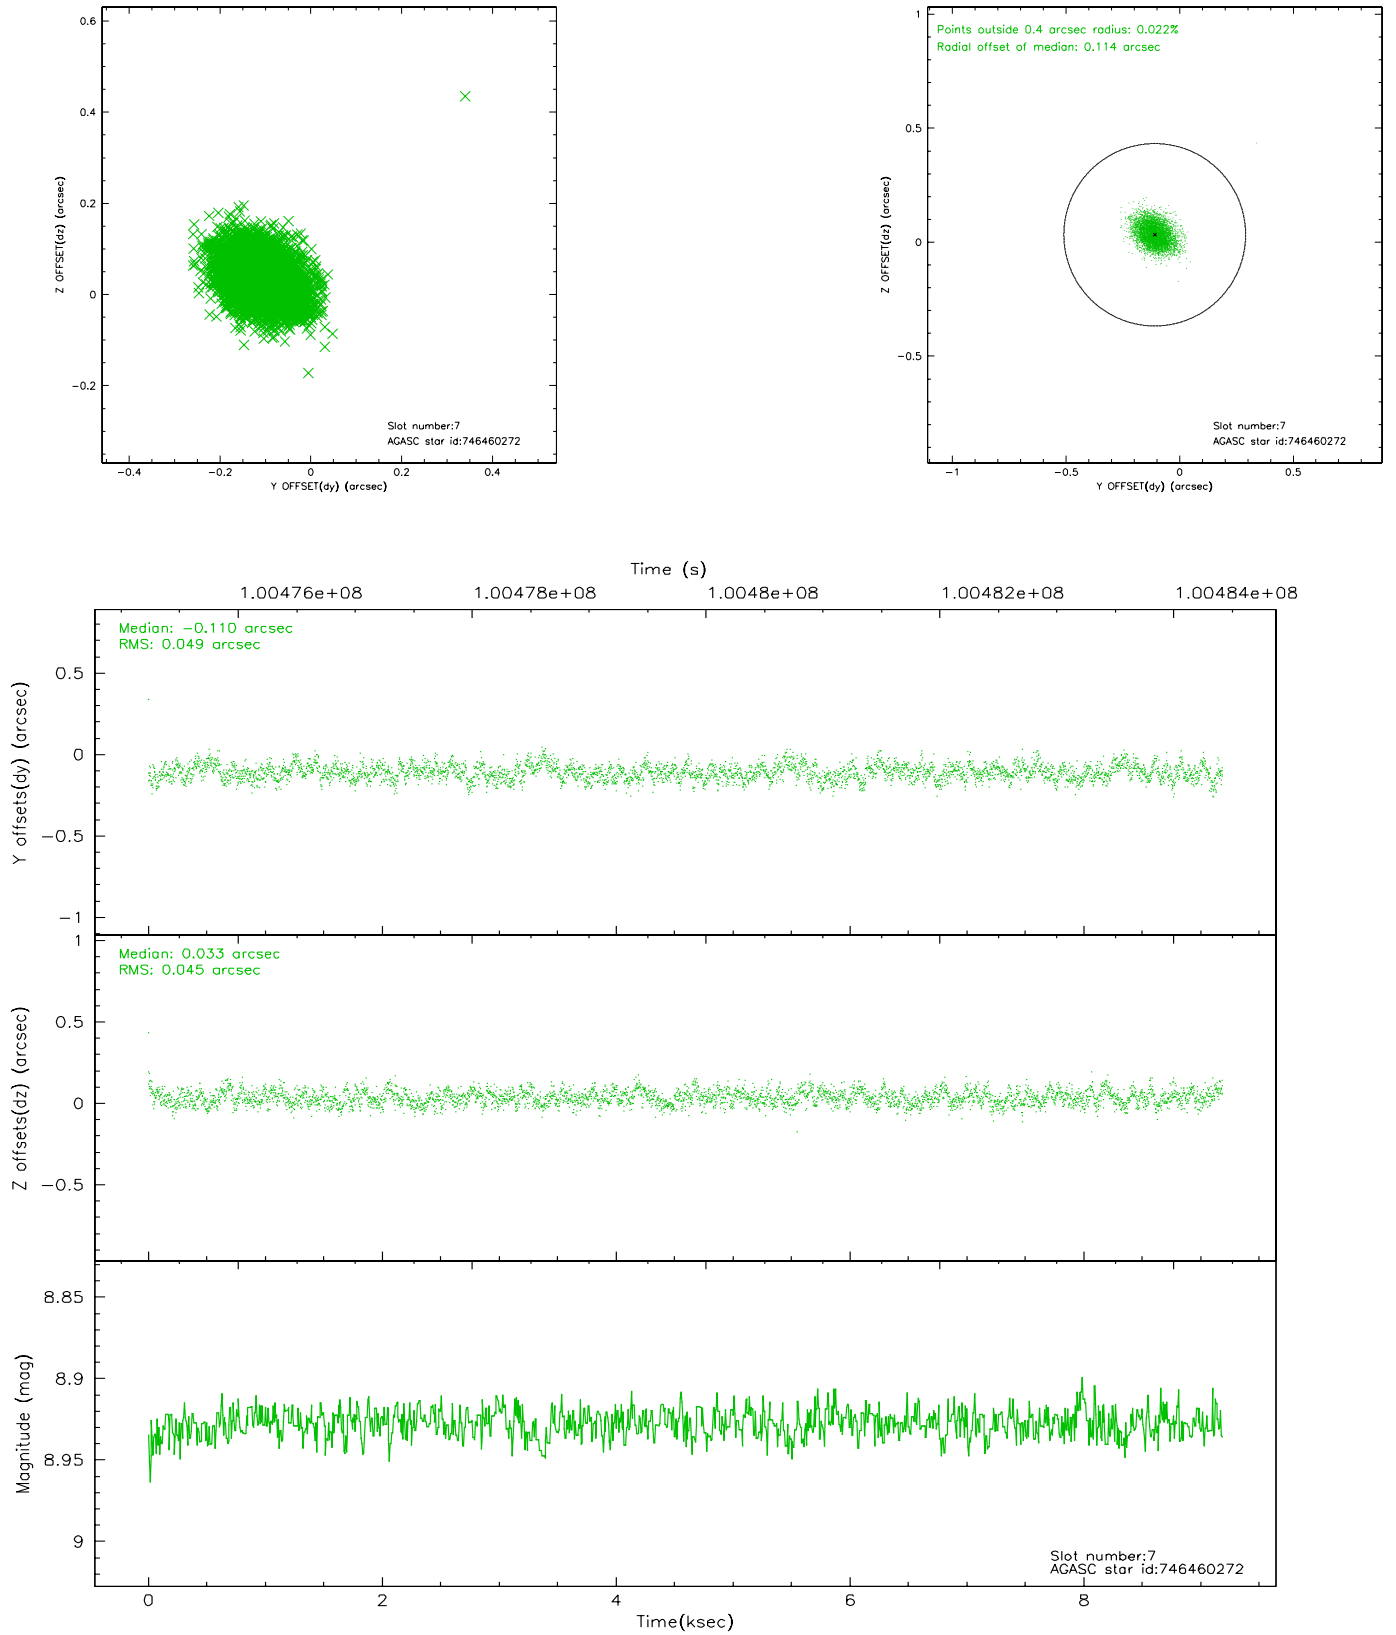 0.6
0.4
0.2
0
−0.2
Z OFFSET(dz) (arcsec)
Slot number:7
AGASC star id:746460272
−0.4 −0.2 0 0.2 0.4
Y OFFSET(dy) (arcsec)
Points outside 0.4 arcsec radius: 0.022%
Radial offset of median: 0.114 arcsec
1
0.5
0
−0.5
Z OFFSET(dz) (arcsec)
Slot number:7
AGASC star id:746460272
−1 −0.5 0 0.5
Y OFFSET(dy) (arcsec)
Time (s)
1.00476e+08 1.00478e+08 1.0048e+08 1.00482e+08 1.00484e+08
Median: −0.110 arcsec
RMS: 0.049 arcsec
0.5
0
−0.5
−1
Y offsets(dy) (arcsec)
Median: 0.033 arcsec
RMS: 0.045 arcsec
1
0.5
0
−0.5
Z offsets(dz) (arcsec)
8.85
8.9
8.95
9
Magnitude (mag)
Slot number:7
AGASC star id:746460272
0 2 4 6 8
Time(ksec)